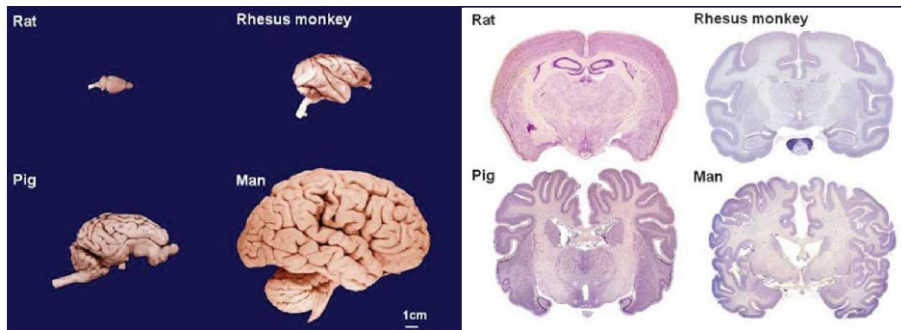 Rat
Rhesus monkey
Pig
Man
1cm
Rat
Rhesus monkey
Pig
Man